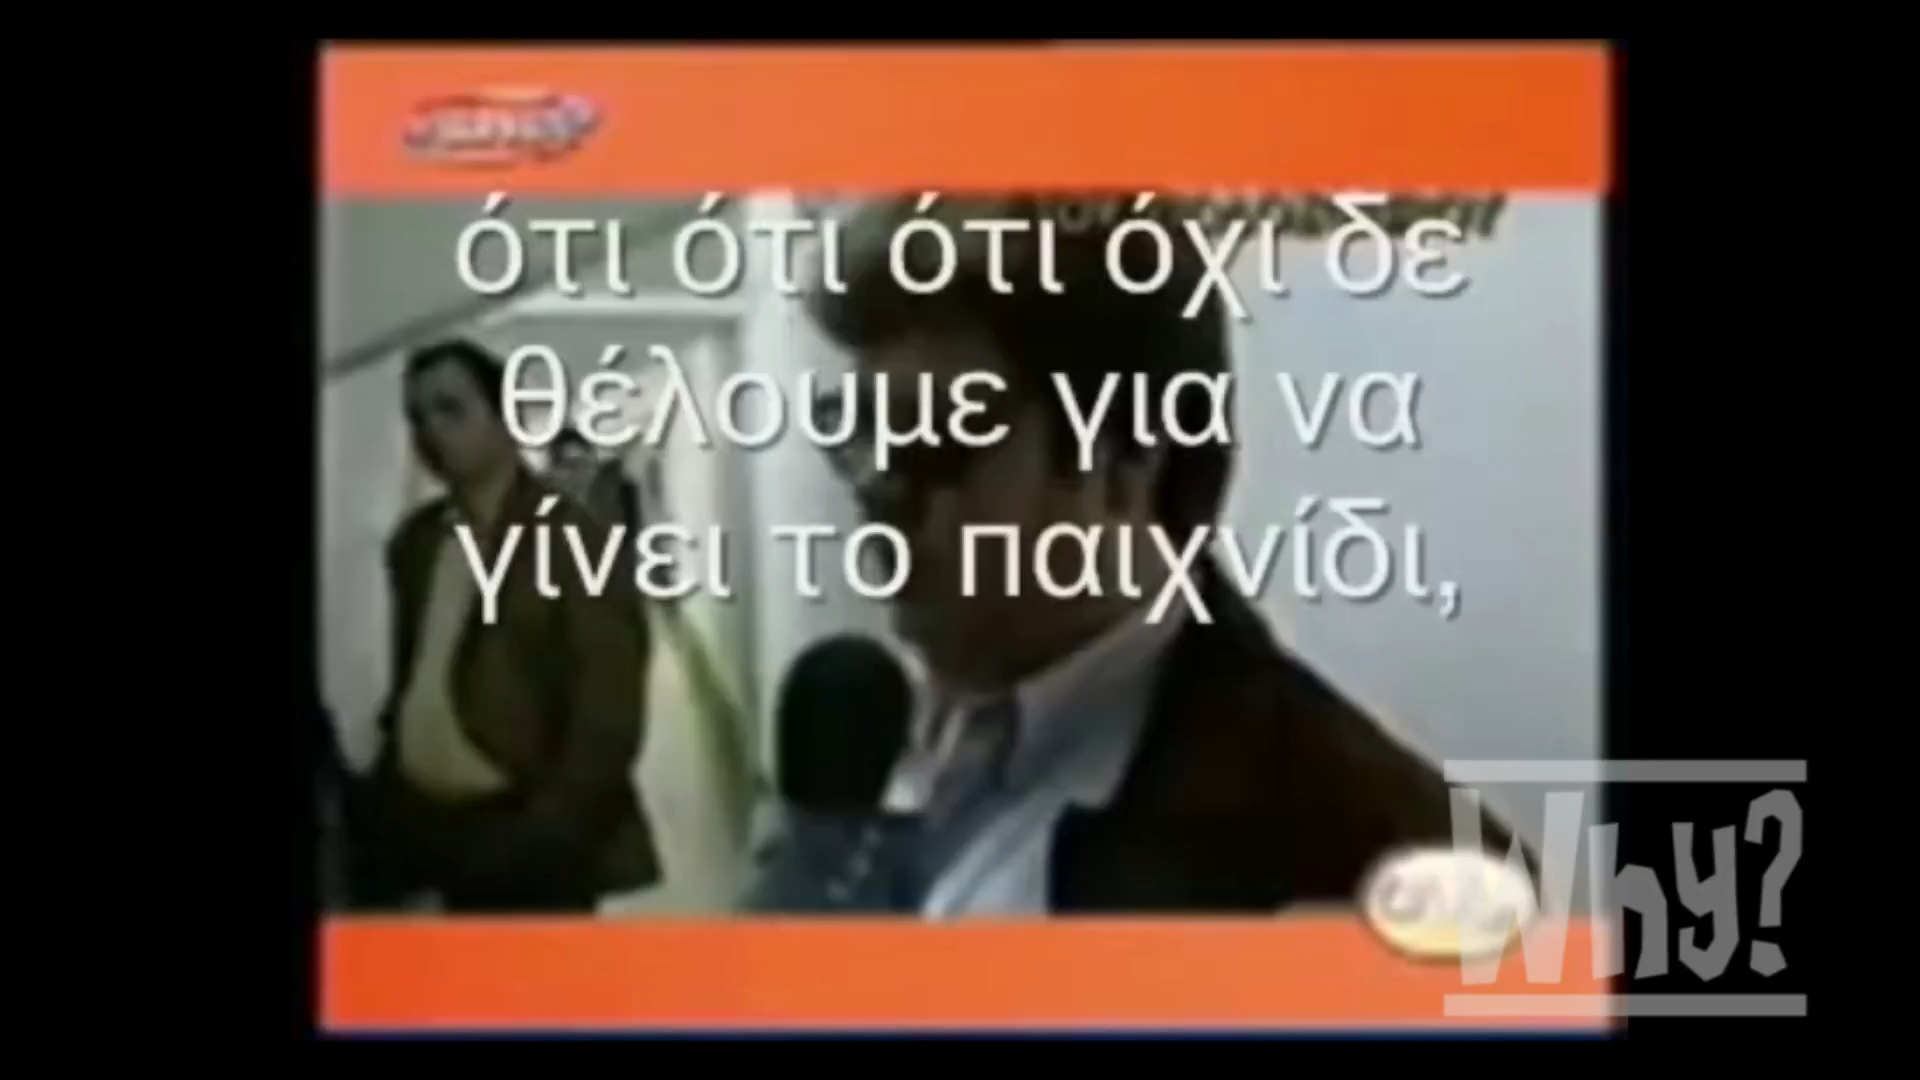 ότι ότι ότι όχι δε
θέλουμε για να
γίνει το παιχνίδι,
Why?